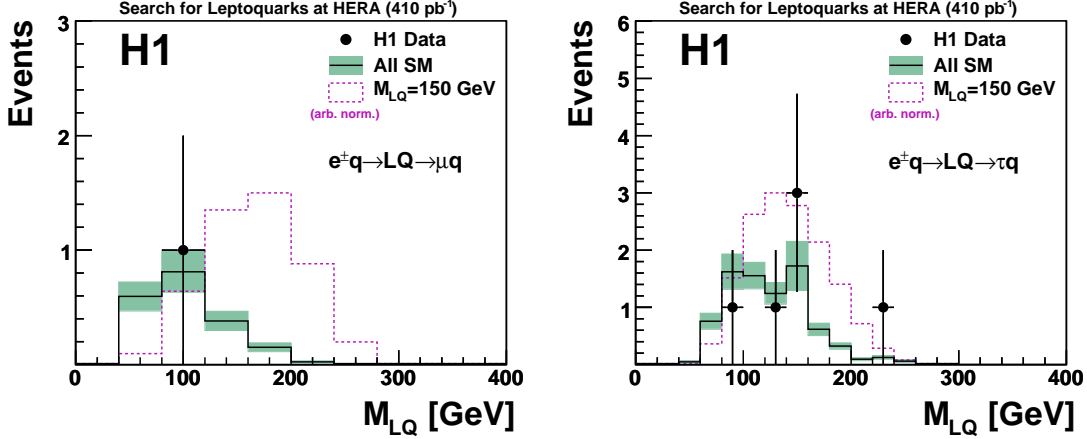 Search for Leptoquarks at HERA (410 pb⁻¹)
Events
3
2
1
H1
H1 Data
All SM
M_LQ=150 GeV
(arb. norm.)
e±q→LQ→μq
0 100 200 300 400
M_LQ [GeV]
Search for Leptoquarks at HERA (410 pb⁻¹)
Events
6
5
4
3
2
1
H1
H1 Data
All SM
M_LQ=150 GeV
(arb. norm.)
e±q→LQ→τq
0 100 200 300 400
M_LQ [GeV]